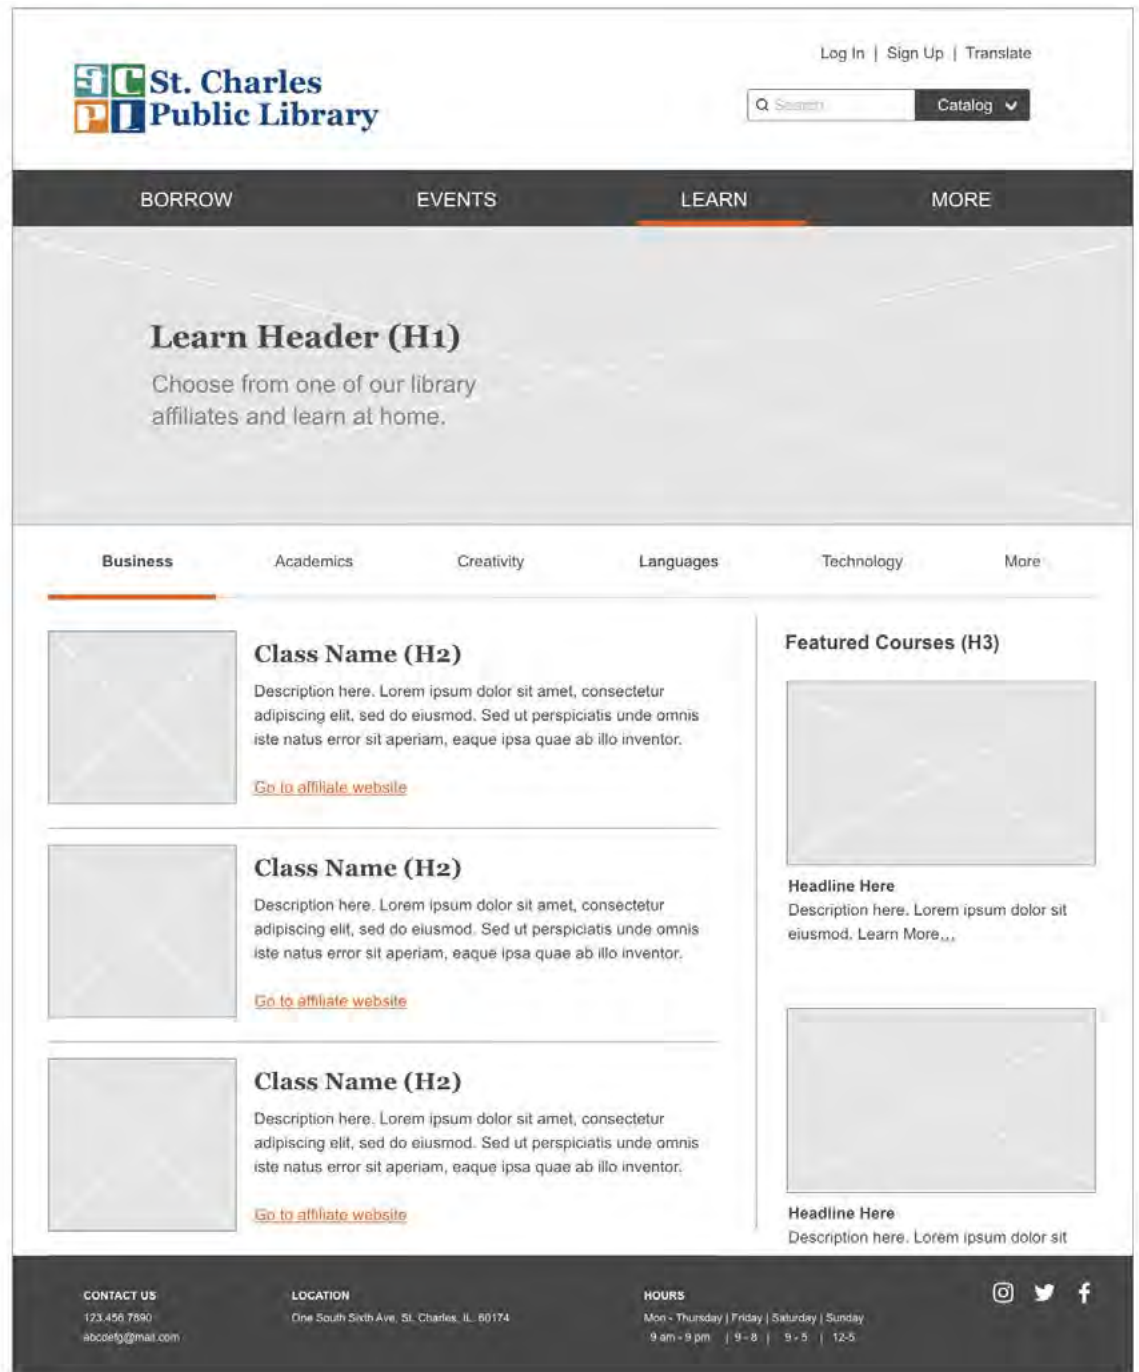 St. Charles
Public Library
Log In | Sign Up | Translate
Search
Catalog
BORROW
EVENTS
LEARN
MORE
Learn Header (H1)
Choose from one of our library
affiliates and learn at home.
Business
Academics
Creativity
Languages
Technology
More
Class Name (H2)
Description here. Lorem ipsum dolor sit amet, consectetur
adipiscing elit, sed do eiusmod. Sed ut perspiciatis unde omnis
iste natus error sit aperiam, eaque ipsa quae ab illo inventor.
Go to affiliate website
Class Name (H2)
Description here. Lorem ipsum dolor sit amet, consectetur
adipiscing elit, sed do eiusmod. Sed ut perspiciatis unde omnis
iste natus error sit aperiam, eaque ipsa quae ab illo inventor.
Go to affiliate website
Class Name (H2)
Description here. Lorem ipsum dolor sit amet, consectetur
adipiscing elit, sed do eiusmod. Sed ut perspiciatis unde omnis
iste natus error sit aperiam, eaque ipsa quae ab illo inventor.
Go to affiliate website
Featured Courses (H3)
Headline Here
Description here. Lorem ipsum dolor sit
eiusmod. Learn More...
Headline Here
Description here. Lorem ipsum dolor sit
CONTACT US
123.456.7890
abcdefg@mail.com
LOCATION
One South Sixth Ave, St. Charles, IL, 60174
HOURS
Mon - Thursday | Friday | Saturday | Sunday
9 am - 9 pm | 9 - 8 | 9 - 5 | 12-5